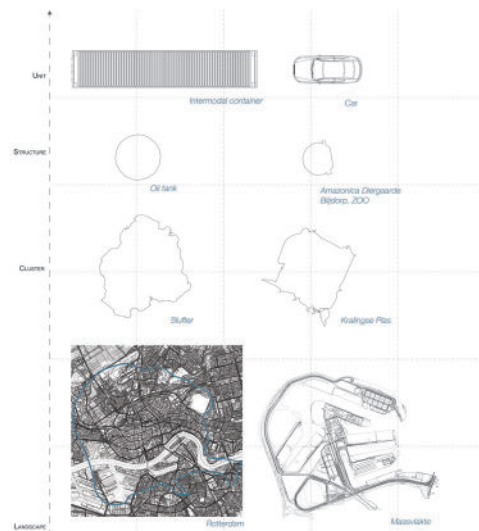 UNIT
Intermodal container
Car
STRUCTURE
Oil tank
Amazonica Diergaarde
Blijdorp, ZOO
CLUSTER
Slufter
Kralingse Plas
LANDSCAPE
Rotterdam
Maasvlakte